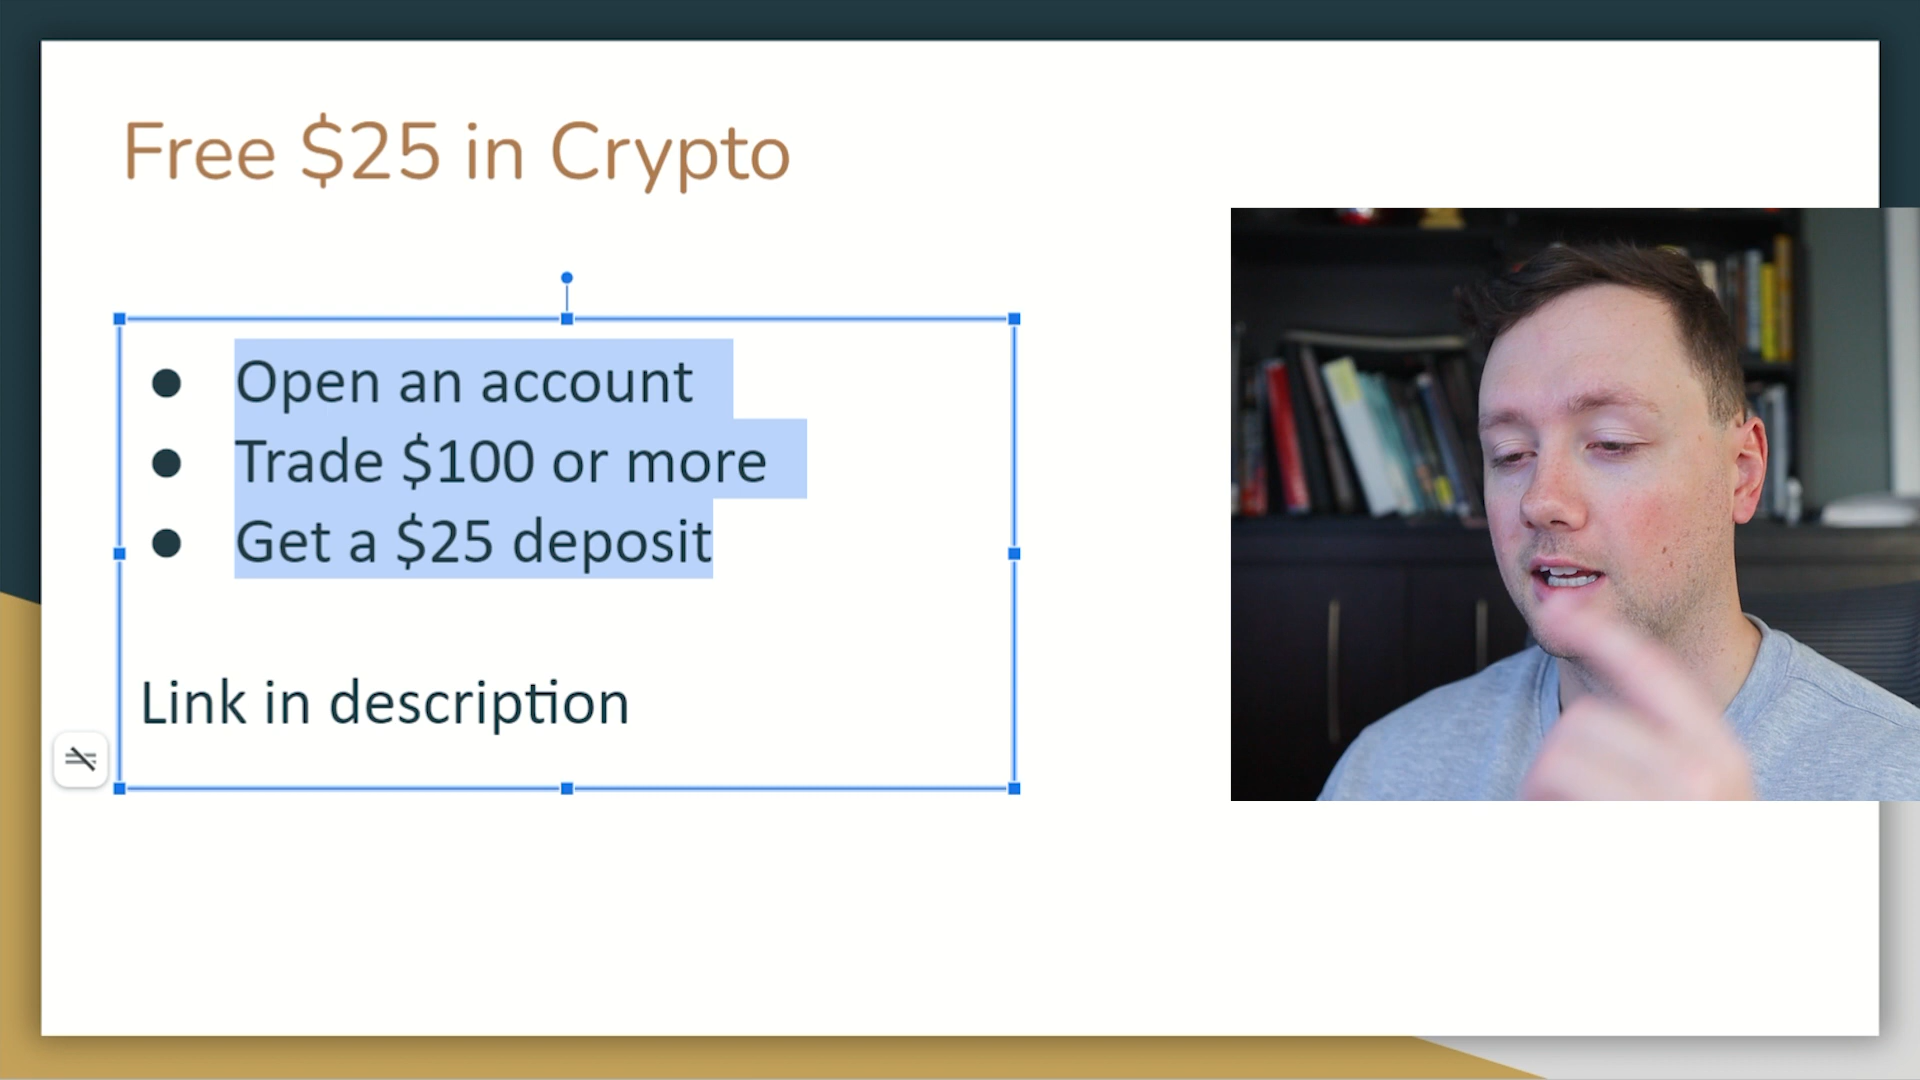 Free $25 in Crypto
● Open an account
● Trade $100 or more
● Get a $25 deposit
Link in description